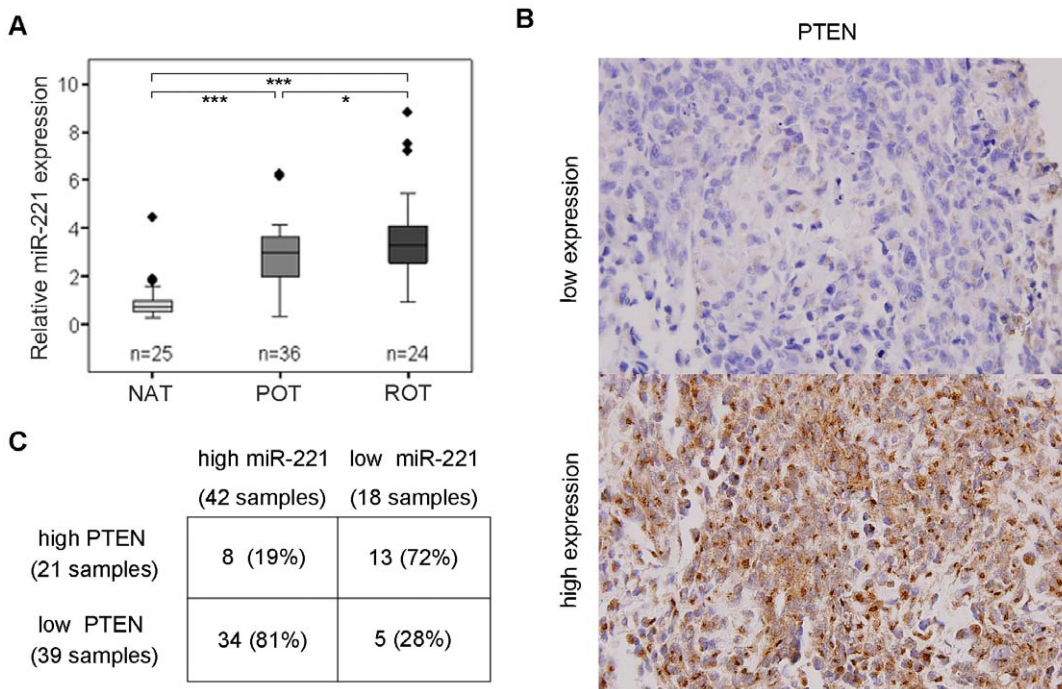 A
Relative miR-221 expression
10
8
6
4
2
0
***
***
*
n=25
n=36
n=24
NAT
POT
ROT
B
PTEN
low expression
high expression
C
high miR-221
(42 samples)
low miR-221
(18 samples)
high PTEN
(21 samples)
8 (19%)
13 (72%)
low PTEN
(39 samples)
34 (81%)
5 (28%)